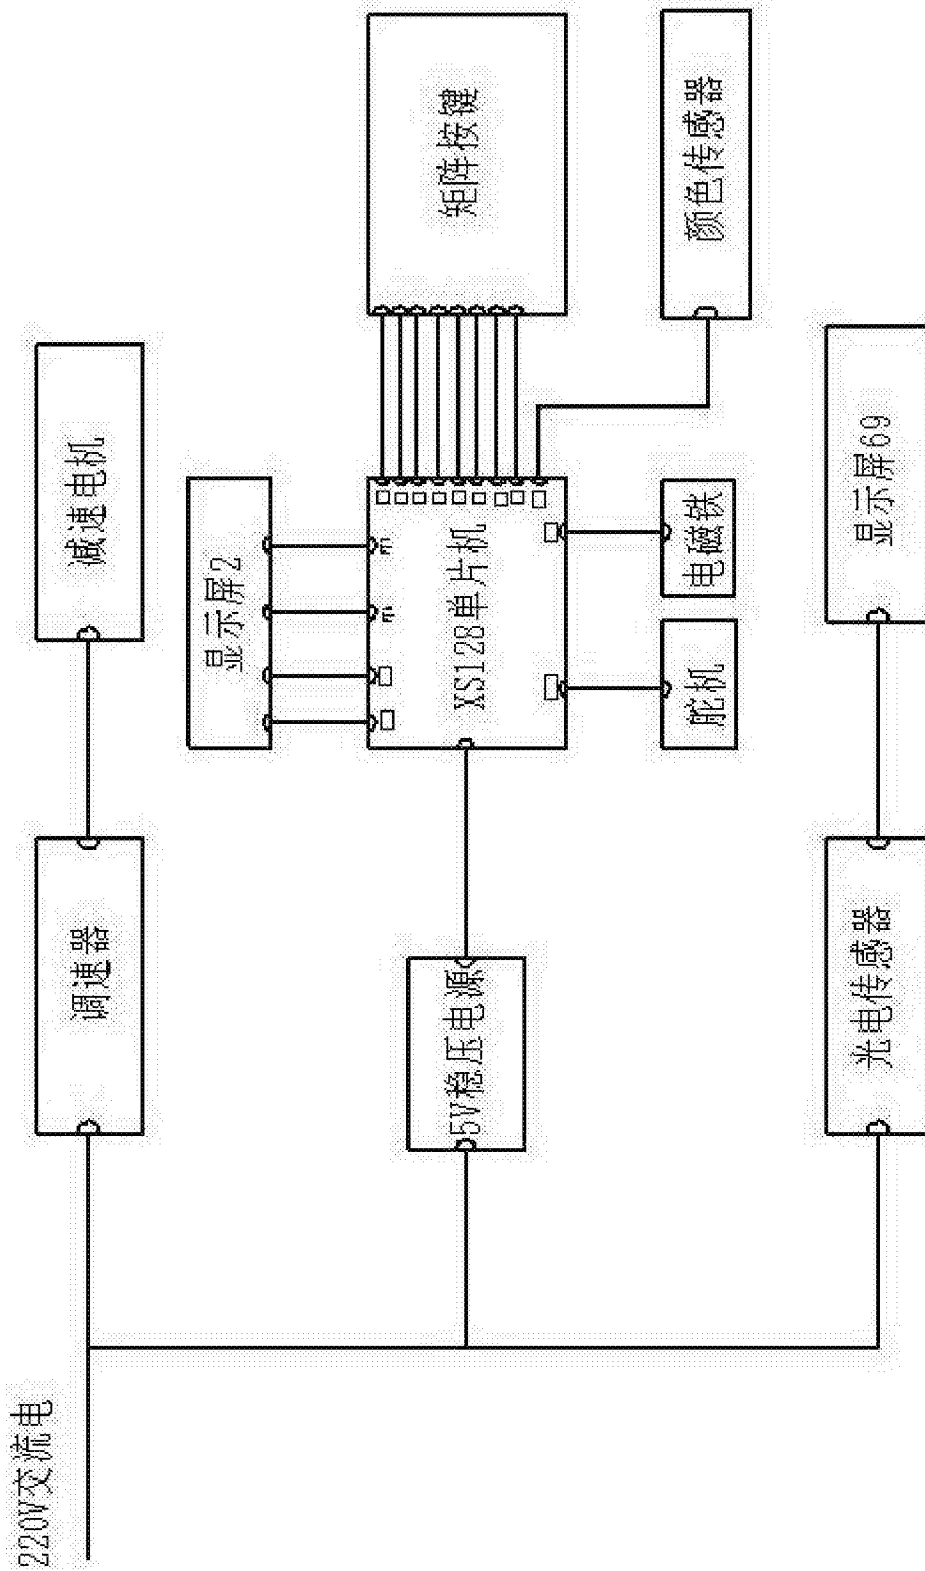 220V交流电
调速器
减速电机
5V稳压电源
显示屏2
XS128单片机
矩阵按键
颜色传感器
舵机
电磁铁
光电传感器
显示屏69